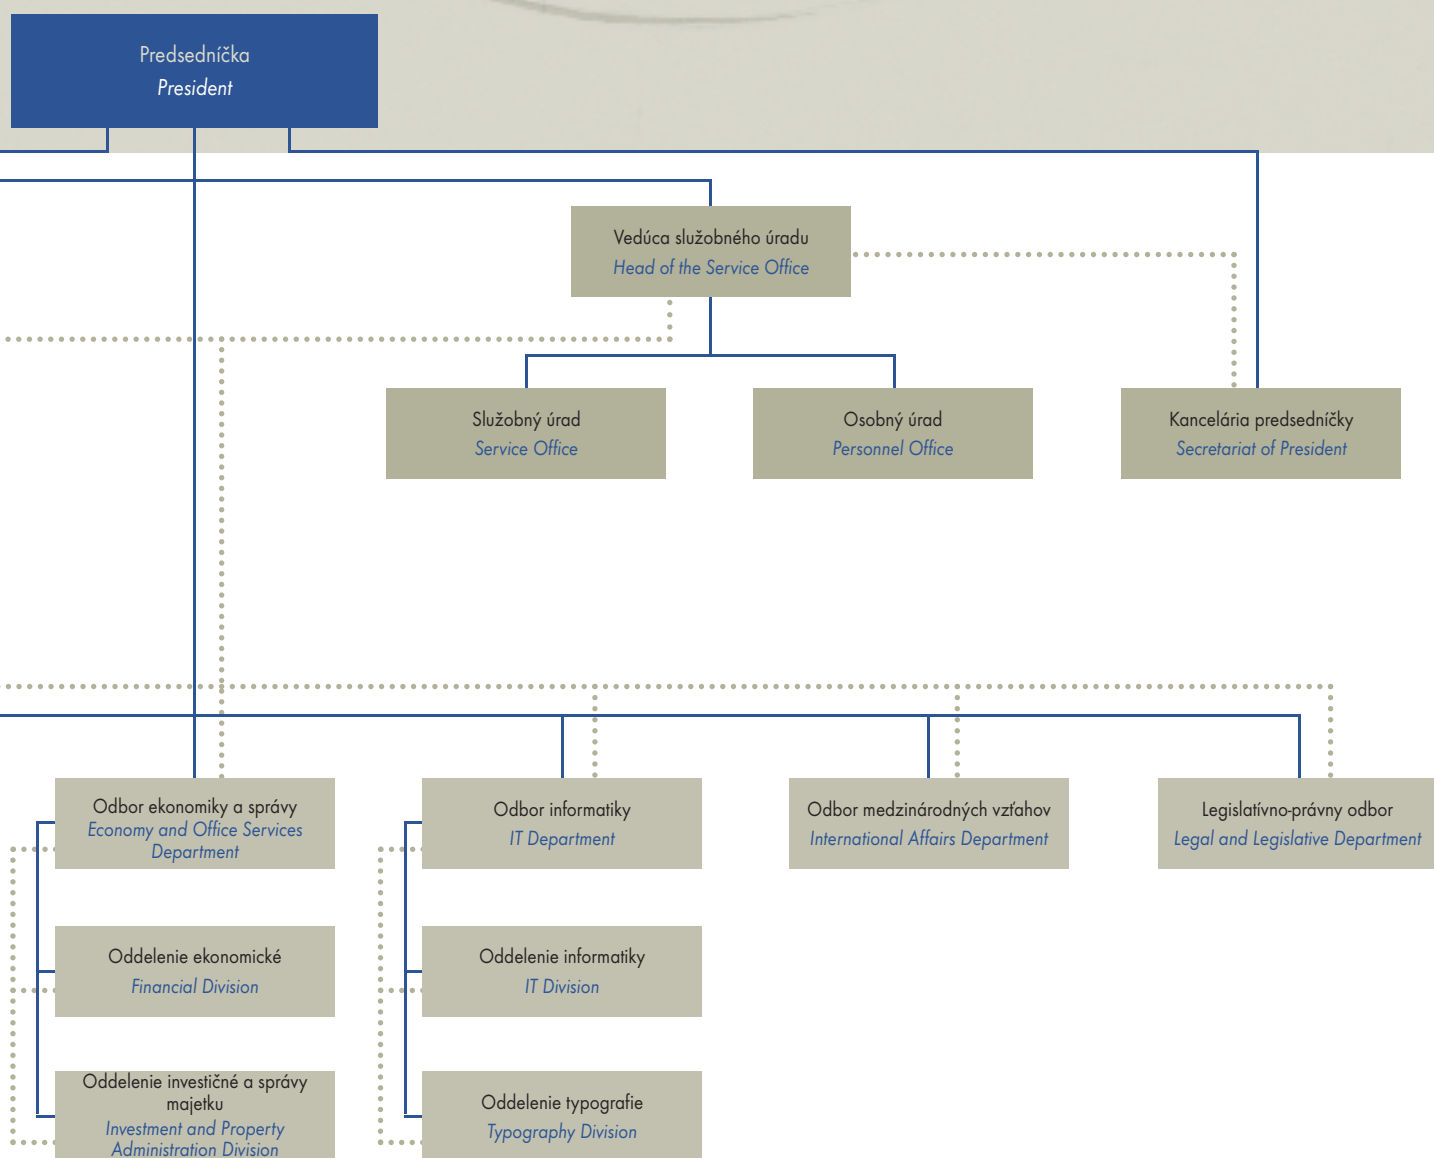 Predsedníčka
President
Vedúca služobného úradu
Head of the Service Office
Služobný úrad
Service Office
Osobný úrad
Personnel Office
Kancelária predsedníčky
Secretariat of President
Odbor ekonomiky a správy
Economy and Office Services
Department
Odbor informatiky
IT Department
Odbor medzinárodných vzťahov
International Affairs Department
Legislatívno-právny odbor
Legal and Legislative Department
Oddelenie ekonomické
Financial Division
Oddelenie informatiky
IT Division
Oddelenie investičné a správy
majetku
Investment and Property
Administration Division
Oddelenie typografie
Typography Division